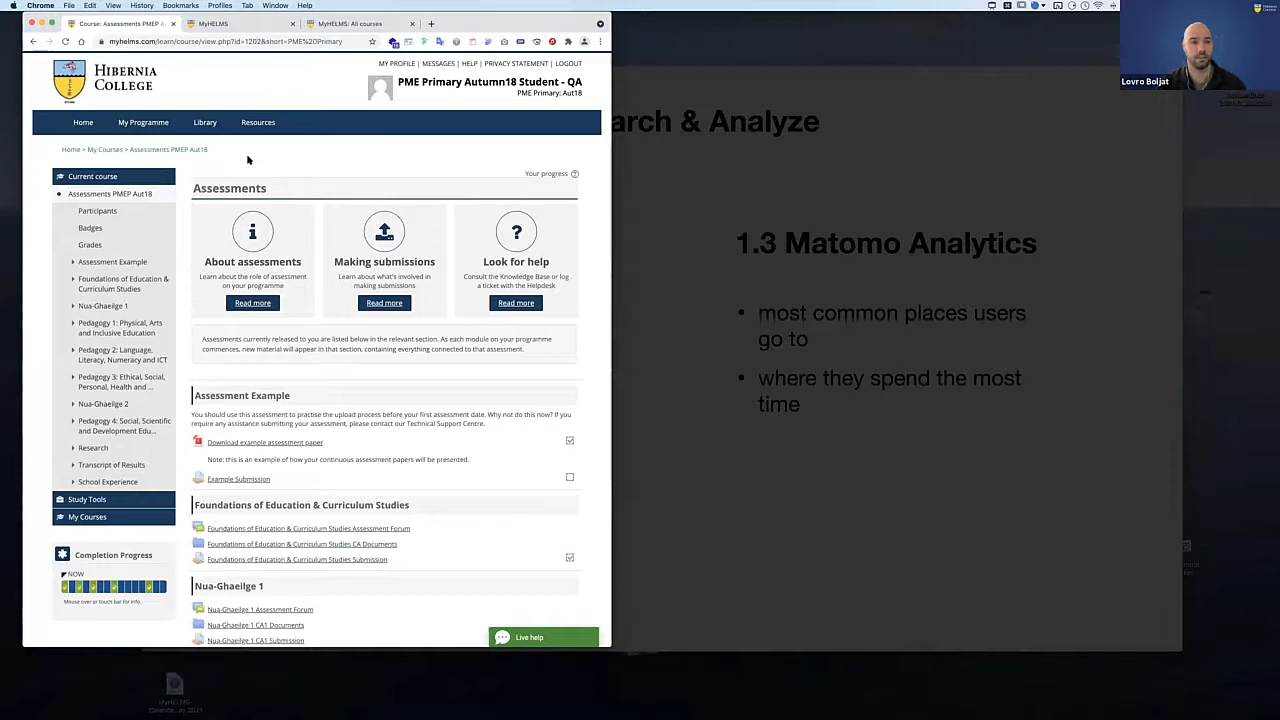 Chrome File Edit View History Bookmarks Profiles Tab Window Help
Course: Assessments PMEP A
MyHELMS
MyHELMS: All courses
myhelms.com/learn/course/view.php?id=1202&short=PME%20Primary
HIBERNIA
COLLEGE
MY PROFILE | MESSAGES | HELP | PRIVACY STATEMENT | LOGOUT
PME Primary Autumn18 Student - QA
PME Primary: Aut18
Home My Programme Library Resources
Home > My Courses > Assessments PMEP Aut18
Current course
Assessments PMEP Aut18
Participants
Badges
Grades
Assessment Example
Foundations of Education &
Curriculum Studies
Nua-Ghaeilge 1
Pedagogy 1: Physical, Arts
and Inclusive Education
Pedagogy 2: Language,
Literacy, Numeracy and ICT
Pedagogy 3: Ethical, Social,
Personal, Health and ...
Nua-Ghaeilge 2
Pedagogy 4: Social, Scientific
and Development Edu...
Research
Transcript of Results
School Experience
Study Tools
My Courses
Completion Progress
NOW
Mouse over or touch bar for info.
Your progress
Assessments
About assessments
Learn about the role of assessment
on your programme
Read more
Making submissions
Learn about what's involved in
making submissions
Read more
Look for help
Consult the Knowledge Base or log
a ticket with the Helpdesk
Read more
Assessments currently released to you are listed below in the relevant section. As each module on your programme
commences, new material will appear in that section, containing everything connected to that assessment.
Assessment Example
You should use this assessment to practise the upload process before your first assessment date. Why not do this now? If you
require any assistance submitting your assessment, please contact our Technical Support Centre.
Download example assessment paper
Note: this is an example of how your continuous assessment papers will be presented.
Example Submission
Foundations of Education & Curriculum Studies
Foundations of Education & Curriculum Studies Assessment Forum
Foundations of Education & Curriculum Studies CA Documents
Foundations of Education & Curriculum Studies Submission
Nua-Ghaeilge 1
Nua-Ghaeilge 1 Assessment Forum
Nua-Ghaeilge 1 CA1 Documents
Nua-Ghaeilge 1 CA1 Submission
Live help
arch & Analyze
1.3 Matomo Analytics
• most common places users
go to
• where they spend the most
time
Lovro Boljat
MyHELMS-